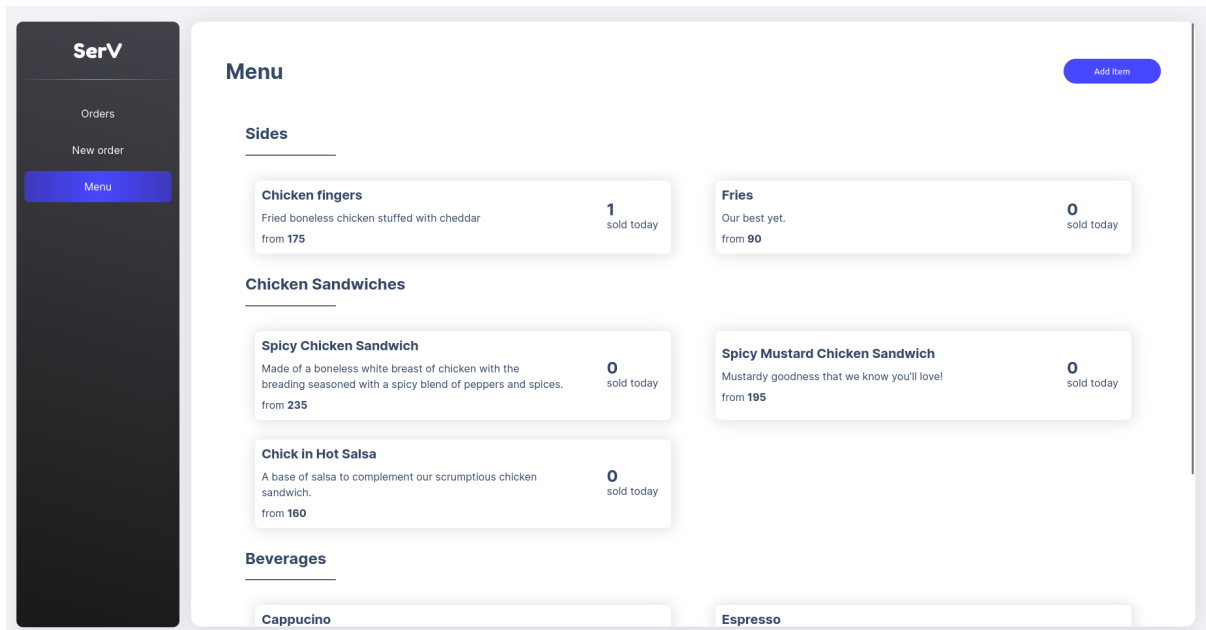 SerV
Orders
New order
Menu
Menu
Add Item
Sides
Chicken fingers
Fried boneless chicken stuffed with cheddar
from 175
1
sold today
Fries
Our best yet.
from 90
0
sold today
Chicken Sandwiches
Spicy Chicken Sandwich
Made of a boneless white breast of chicken with the
breading seasoned with a spicy blend of peppers and spices.
from 235
0
sold today
Spicy Mustard Chicken Sandwich
Mustardy goodness that we know you'll love!
from 195
0
sold today
Chick in Hot Salsa
A base of salsa to complement our scrumptious chicken
sandwich.
from 160
0
sold today
Beverages
Cappucino
Espresso